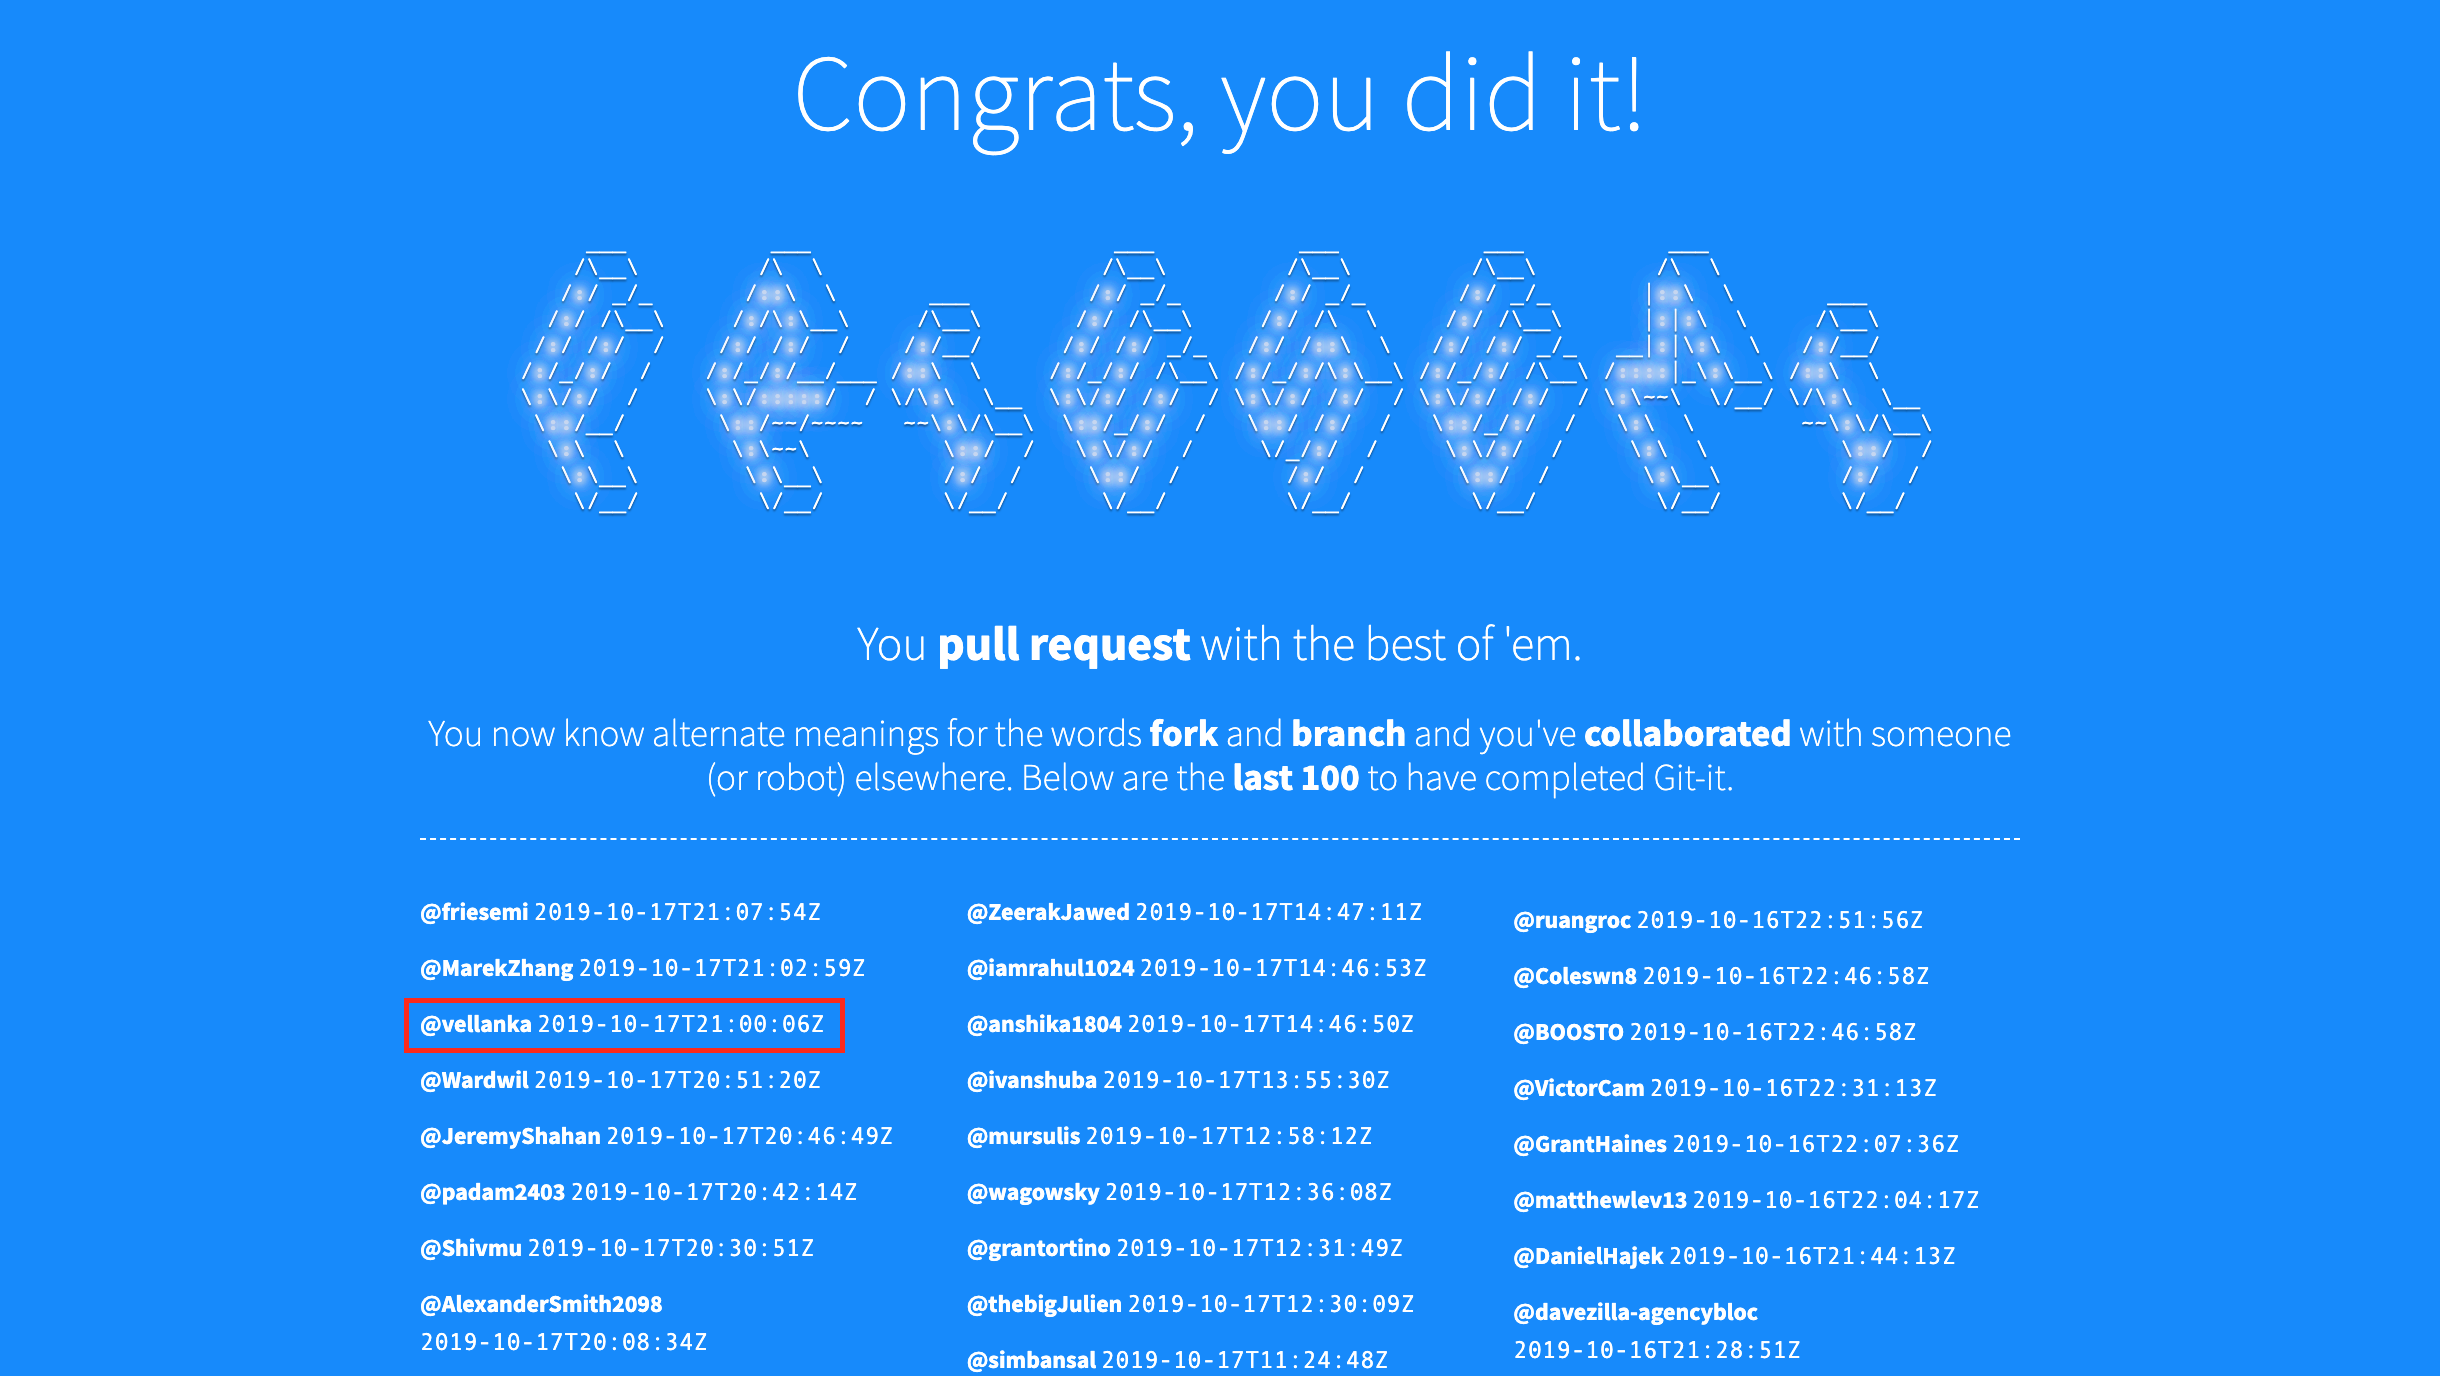 Congrats, you did it!
You pull request with the best of 'em.
You now know alternate meanings for the words fork and branch and you've collaborated with someone
(or robot) elsewhere. Below are the last 100 to have completed Git-it.
@friesemi 2019-10-17T21:07:54Z
@MarekZhang 2019-10-17T21:02:59Z
@vellanka 2019-10-17T21:00:06Z
@Wardwil 2019-10-17T20:51:20Z
@JeremyShahan 2019-10-17T20:46:49Z
@padam2403 2019-10-17T20:42:14Z
@Shivmu 2019-10-17T20:30:51Z
@AlexanderSmith2098
2019-10-17T20:08:34Z
@ZeerakJawed 2019-10-17T14:47:11Z
@iamrahul1024 2019-10-17T14:46:53Z
@anshika1804 2019-10-17T14:46:50Z
@ivanshuba 2019-10-17T13:55:30Z
@mursulis 2019-10-17T12:58:12Z
@wagowsky 2019-10-17T12:36:08Z
@grantortino 2019-10-17T12:31:49Z
@thebigJulien 2019-10-17T12:30:09Z
@simbansal 2019-10-17T11:24:48Z
@ruangroc 2019-10-16T22:51:56Z
@Coleswn8 2019-10-16T22:46:58Z
@BOOSTO 2019-10-16T22:46:58Z
@VictorCam 2019-10-16T22:31:13Z
@GrantHaines 2019-10-16T22:07:36Z
@matthewlev13 2019-10-16T22:04:17Z
@DanielHajek 2019-10-16T21:44:13Z
@davezilla-agencybloc
2019-10-16T21:28:51Z